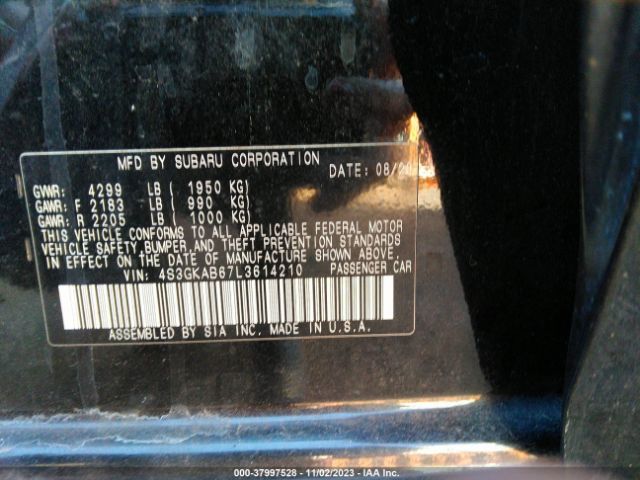 MFD BY SUBARU CORPORATION
DATE: 08/20
GVWR: 4299 LB ( 1950 KG)
GAWR: F 2183 LB ( 990 KG)
GAWR: R 2205 LB ( 1000 KG)
THIS VEHICLE CONFORMS TO ALL APPLICABLE FEDERAL MOTOR
VEHICLE SAFETY, BUMPER, AND THEFT PREVENTION STANDARDS
IN EFFECT ON THE DATE OF MANUFACTURE SHOWN ABOVE.
VIN: 4S3GKAB67L3614210 PASSENGER CAR
ASSEMBLED BY SIA INC. MADE IN U.S.A.
000-37997528 - 11/02/2023 - IAA Inc.